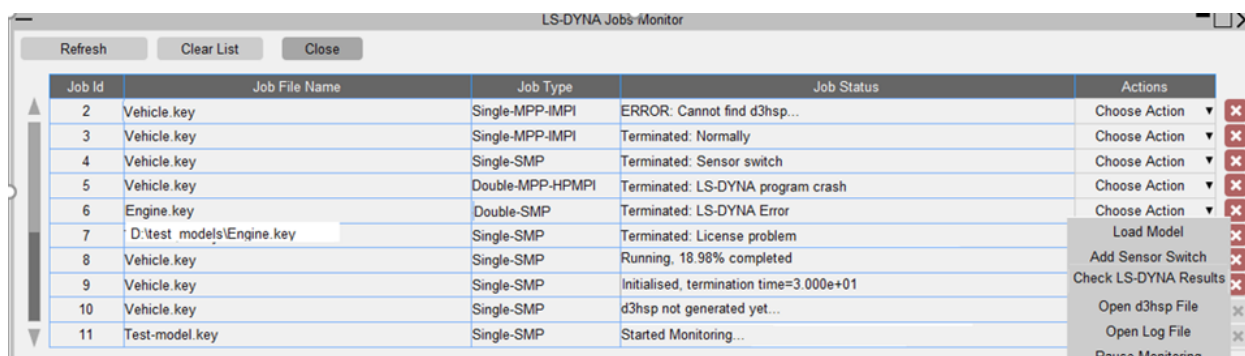 LS-DYNA Jobs Monitor
Refresh Clear List Close
Job Id Job File Name Job Type Job Status Actions
2 Vehicle.key Single-MPP-IMPI ERROR: Cannot find d3hsp... Choose Action
3 Vehicle.key Single-MPP-IMPI Terminated: Normally Choose Action
4 Vehicle.key Single-SMP Terminated: Sensor switch Choose Action
5 Vehicle.key Double-MPP-HPMPI Terminated: LS-DYNA program crash Choose Action
6 Engine.key Double-SMP Terminated: LS-DYNA Error Choose Action
7 D:\test_models\Engine.key Single-SMP Terminated: License problem Load Model
8 Vehicle.key Single-SMP Running, 18.98% completed Add Sensor Switch
9 Vehicle.key Single-SMP Initialised, termination time=3.000e+01 Check LS-DYNA Results
10 Vehicle.key Single-SMP d3hsp not generated yet... Open d3hsp File
11 Test-model.key Single-SMP Started Monitoring... Open Log File
Pause Monitoring